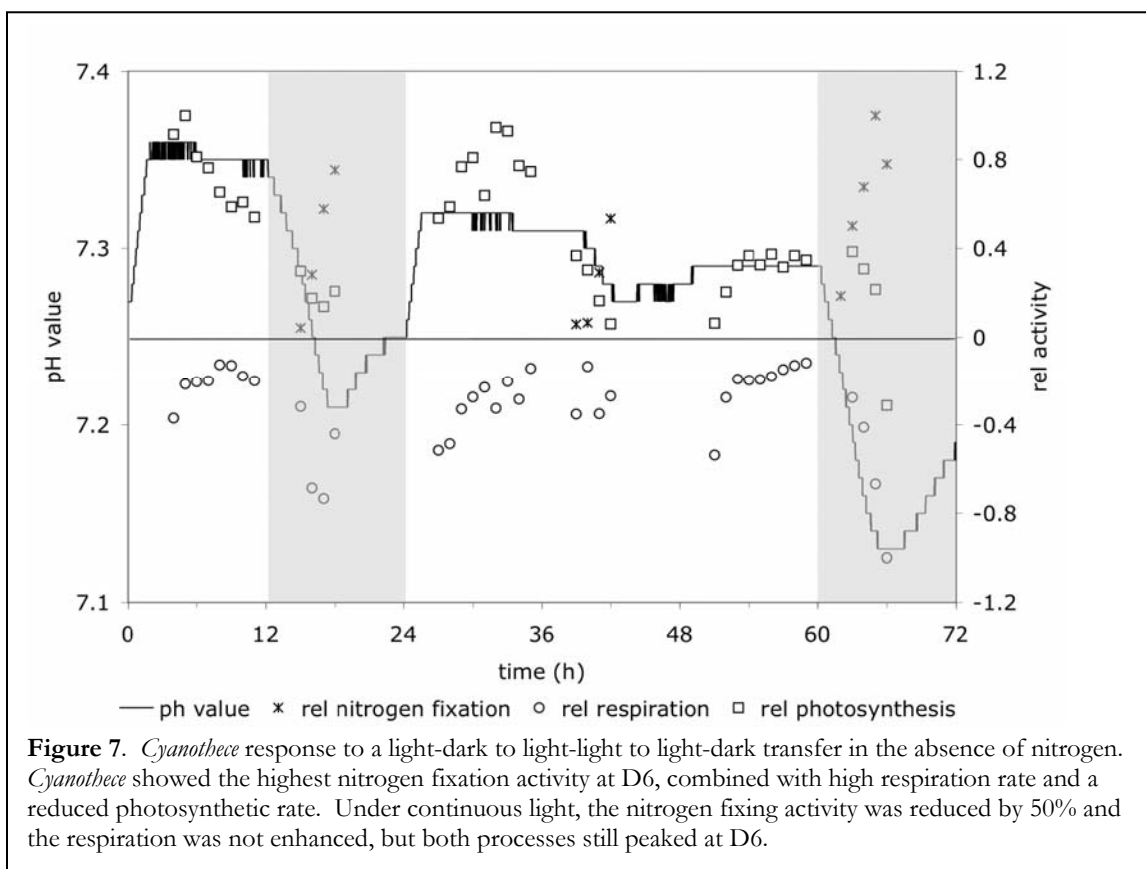 7.4
7.3
7.2
7.1
pH value
1.2
0.8
0.4
0
-0.4
-0.8
-1.2
rel activity
0 12 24 36 48 60 72
time (h)
ph value rel nitrogen fixation rel respiration rel photosynthesis
Figure 7. Cyanothece response to a light-dark to light-light to light-dark transfer in the absence of nitrogen.
Cyanothece showed the highest nitrogen fixation activity at D6, combined with high respiration rate and a
reduced photosynthetic rate. Under continuous light, the nitrogen fixing activity was reduced by 50% and
the respiration was not enhanced, but both processes still peaked at D6.